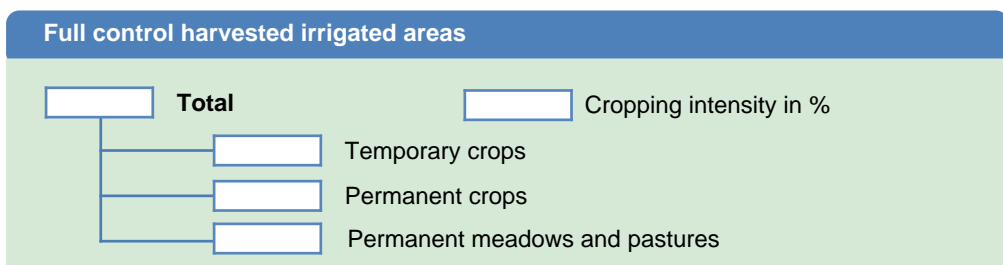 Full control harvested irrigated areas
Total
Cropping intensity in %
Temporary crops
Permanent crops
Permanent meadows and pastures